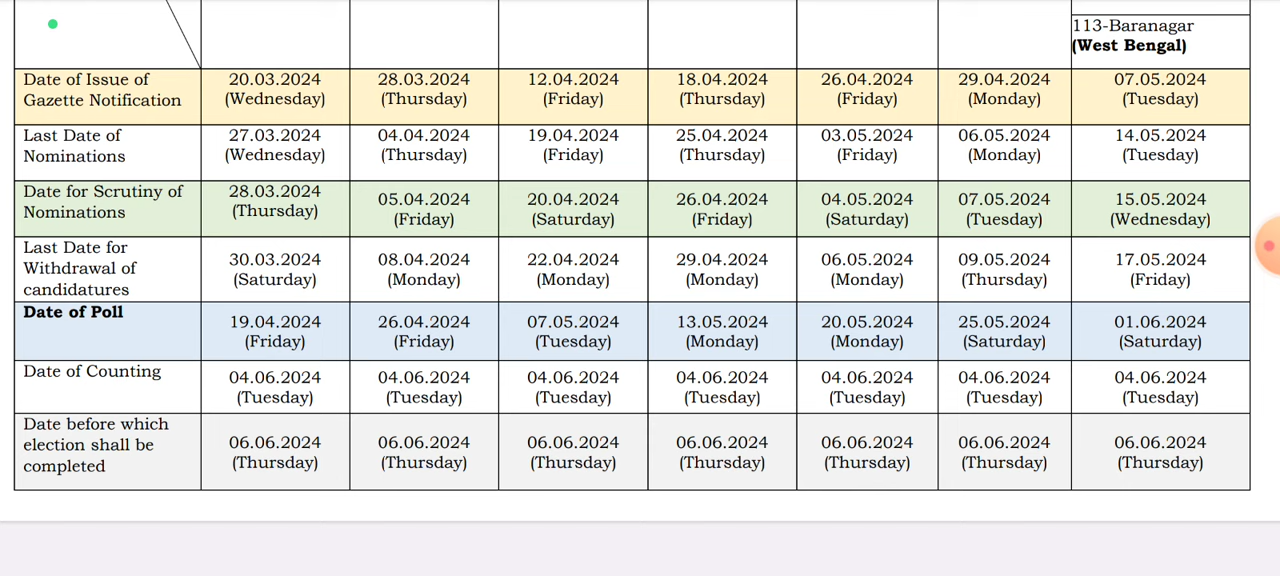 113-Baranagar
(West Bengal)
Date of Issue of
Gazette Notification
20.03.2024
(Wednesday)
28.03.2024
(Thursday)
12.04.2024
(Friday)
18.04.2024
(Thursday)
26.04.2024
(Friday)
29.04.2024
(Monday)
07.05.2024
(Tuesday)
Last Date of
Nominations
27.03.2024
(Wednesday)
04.04.2024
(Thursday)
19.04.2024
(Friday)
25.04.2024
(Thursday)
03.05.2024
(Friday)
06.05.2024
(Monday)
14.05.2024
(Tuesday)
Date for Scrutiny of
Nominations
28.03.2024
(Thursday)
05.04.2024
(Friday)
20.04.2024
(Saturday)
26.04.2024
(Friday)
04.05.2024
(Saturday)
07.05.2024
(Tuesday)
15.05.2024
(Wednesday)
Last Date for
Withdrawal of
candidatures
30.03.2024
(Saturday)
08.04.2024
(Monday)
22.04.2024
(Monday)
29.04.2024
(Monday)
06.05.2024
(Monday)
09.05.2024
(Thursday)
17.05.2024
(Friday)
Date of Poll
19.04.2024
(Friday)
26.04.2024
(Friday)
07.05.2024
(Tuesday)
13.05.2024
(Monday)
20.05.2024
(Monday)
25.05.2024
(Saturday)
01.06.2024
(Saturday)
Date of Counting
04.06.2024
(Tuesday)
04.06.2024
(Tuesday)
04.06.2024
(Tuesday)
04.06.2024
(Tuesday)
04.06.2024
(Tuesday)
04.06.2024
(Tuesday)
04.06.2024
(Tuesday)
Date before which
election shall be
completed
06.06.2024
(Thursday)
06.06.2024
(Thursday)
06.06.2024
(Thursday)
06.06.2024
(Thursday)
06.06.2024
(Thursday)
06.06.2024
(Thursday)
06.06.2024
(Thursday)